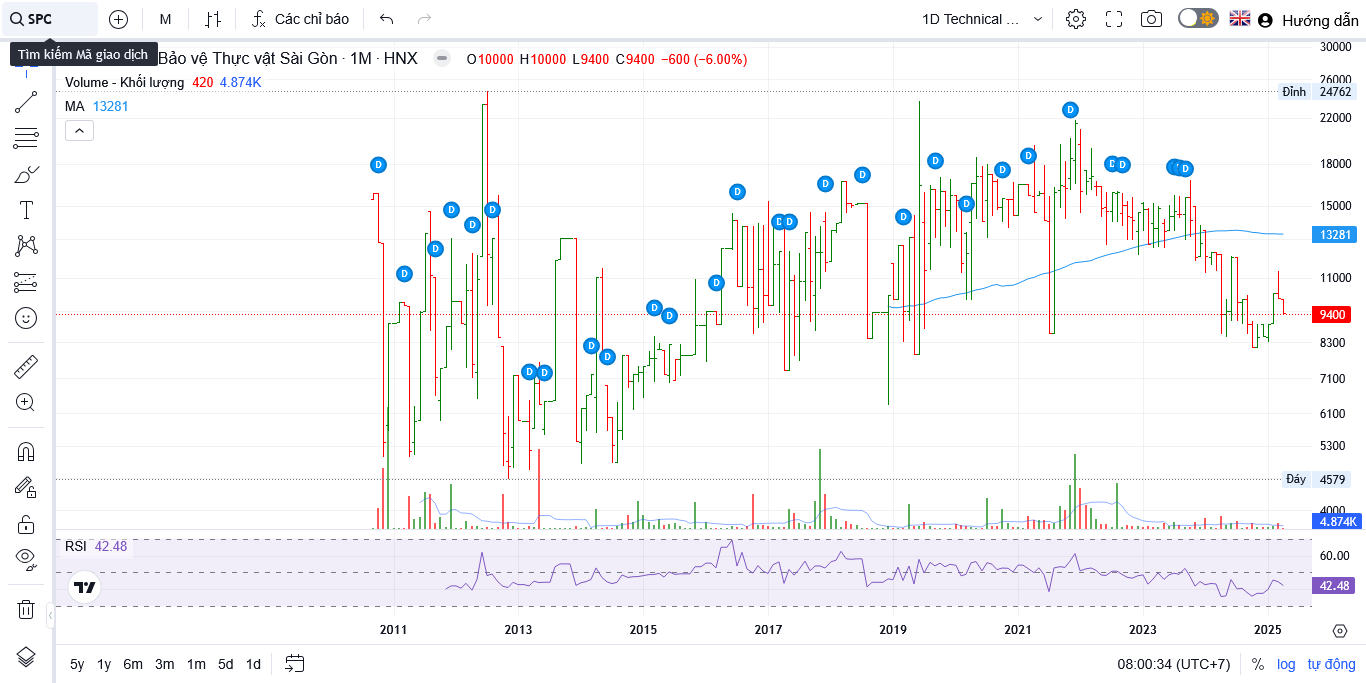 SPC
M
Các chỉ báo
1D Technical ...
Hướng dẫn
Tìm kiếm Mã giao dịch
Bảo vệ Thực vật Sài Gòn · 1M · HNX
O10000 H10000 L9400 C9400 −600 (−6.00%)
Volume - Khối lượng 420 4.874K
MA 13281
30000
26000
Đỉnh 24762
22000
18000
15000
13281
11000
9400
8300
7100
6100
5300
Đáy 4579
4000
4.874K
D D D D D D D D D D D D D D D D D D D D D D D D D D D D D
RSI 42.48
60.00
42.48
2011 2013 2015 2017 2019 2021 2023 2025
5y 1y 6m 3m 1m 5d 1d
08:00:34 (UTC+7)
% log tự động